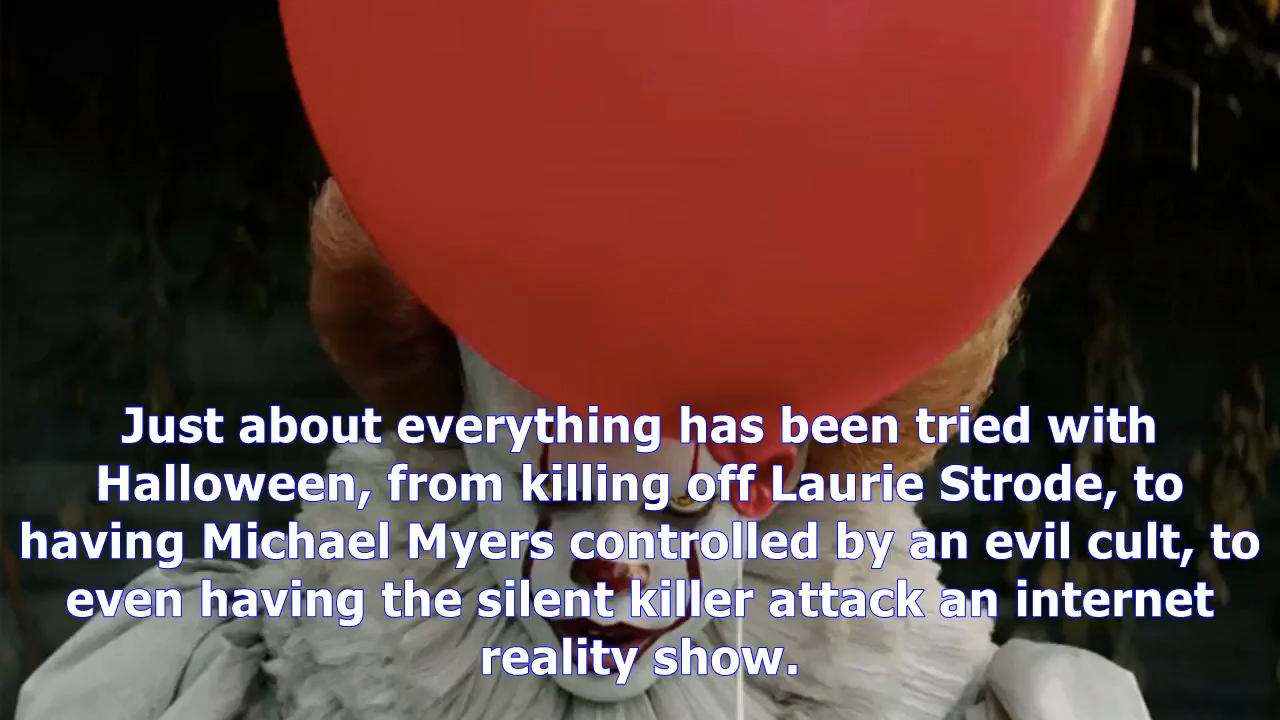 Just about everything has been tried with
Halloween, from killing off Laurie Strode, to
having Michael Myers controlled by an evil cult, to
even having the silent killer attack an internet
reality show.